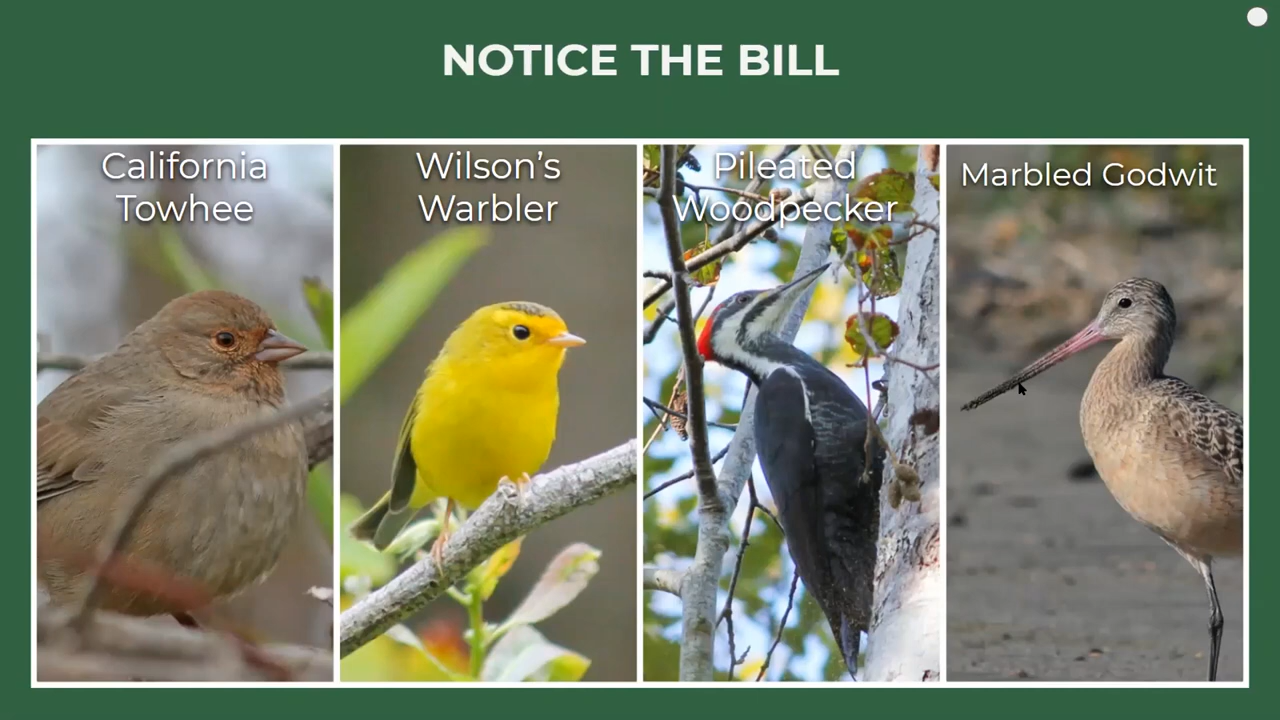 NOTICE THE BILL
California
Towhee
Wilson’s
Warbler
Pileated
Woodpecker
Marbled Godwit